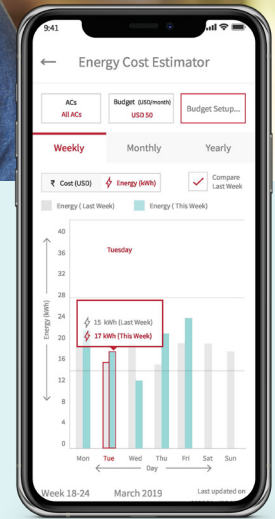 9:41
Energy Cost Estimator
ACs
All ACs
Budget (USD/month)
USD 50
Budget Setup...
Weekly Monthly Yearly
₹ Cost (USD) Energy (kWh)
Compare
Last Week
Energy ( Last Week) Energy ( This Week)
Tuesday
15 kWh (Last Week)
17 kWh (This Week)
Energy (kWh)
40
36
32
28
24
20
16
12
8
4
0
Mon Tue Wed Thu Fri Sat Sun
Day
Week 18-24 March 2019 Last updated on